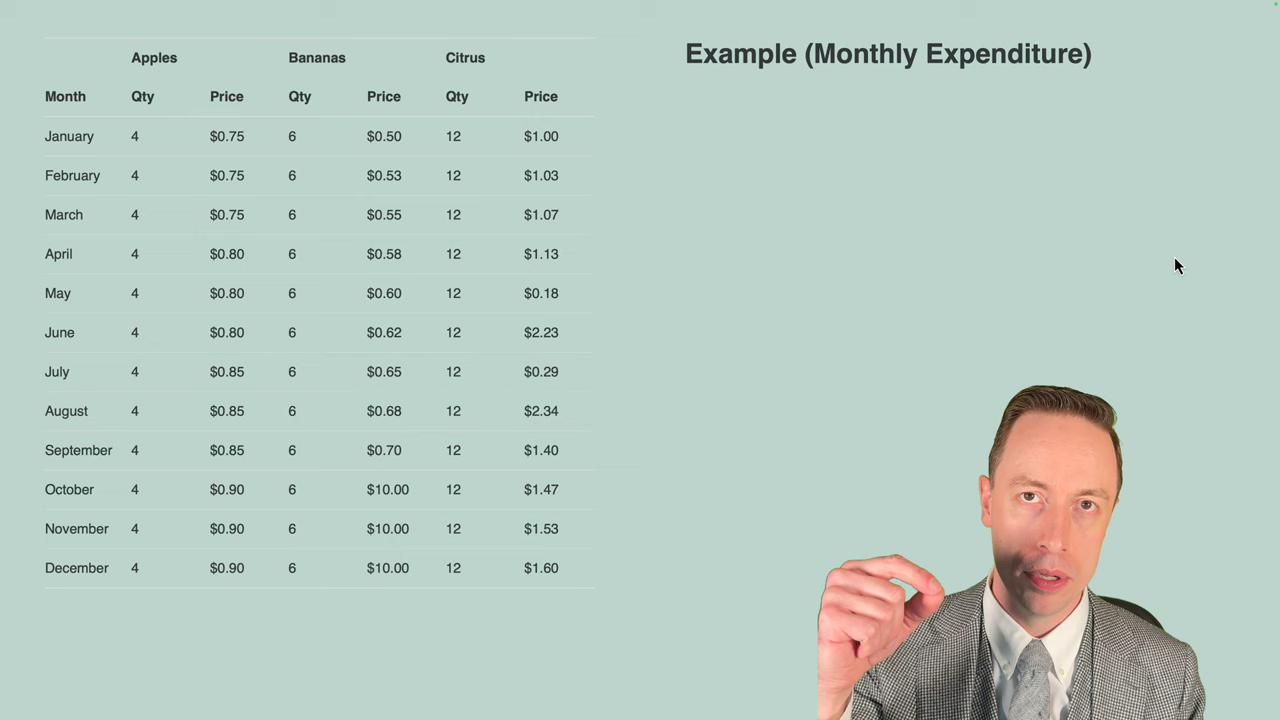 Example (Monthly Expenditure)
Apples Bananas Citrus
Month Qty Price Qty Price Qty Price
January 4 $0.75 6 $0.50 12 $1.00
February 4 $0.75 6 $0.53 12 $1.03
March 4 $0.75 6 $0.55 12 $1.07
April 4 $0.80 6 $0.58 12 $1.13
May 4 $0.80 6 $0.60 12 $0.18
June 4 $0.80 6 $0.62 12 $2.23
July 4 $0.85 6 $0.65 12 $0.29
August 4 $0.85 6 $0.68 12 $2.34
September 4 $0.85 6 $0.70 12 $1.40
October 4 $0.90 6 $10.00 12 $1.47
November 4 $0.90 6 $10.00 12 $1.53
December 4 $0.90 6 $10.00 12 $1.60